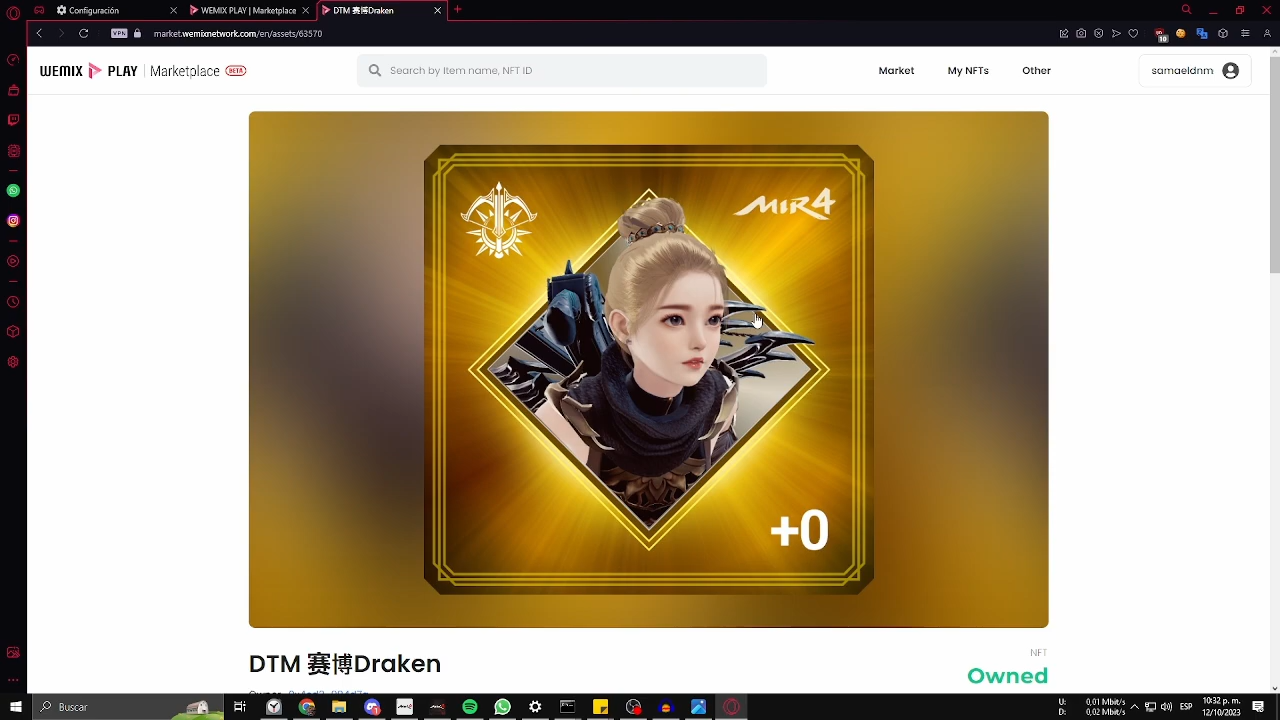 Configuración
WEMIX PLAY | Marketplace
DTM 赛博Draken
VPN
market.wemixnetwork.com/en/assets/63570
10
WEMIX PLAY Marketplace BETA
Search by Item name, NFT ID
Market
My NFTs
Other
samaeldnm
MIR4
+0
NFT
DTM 赛博Draken
Owned
Buscar
U: 0,01 Mbit/s
D: 0,02 Mbit/s
ESP
10:32 p. m.
12/10/2023